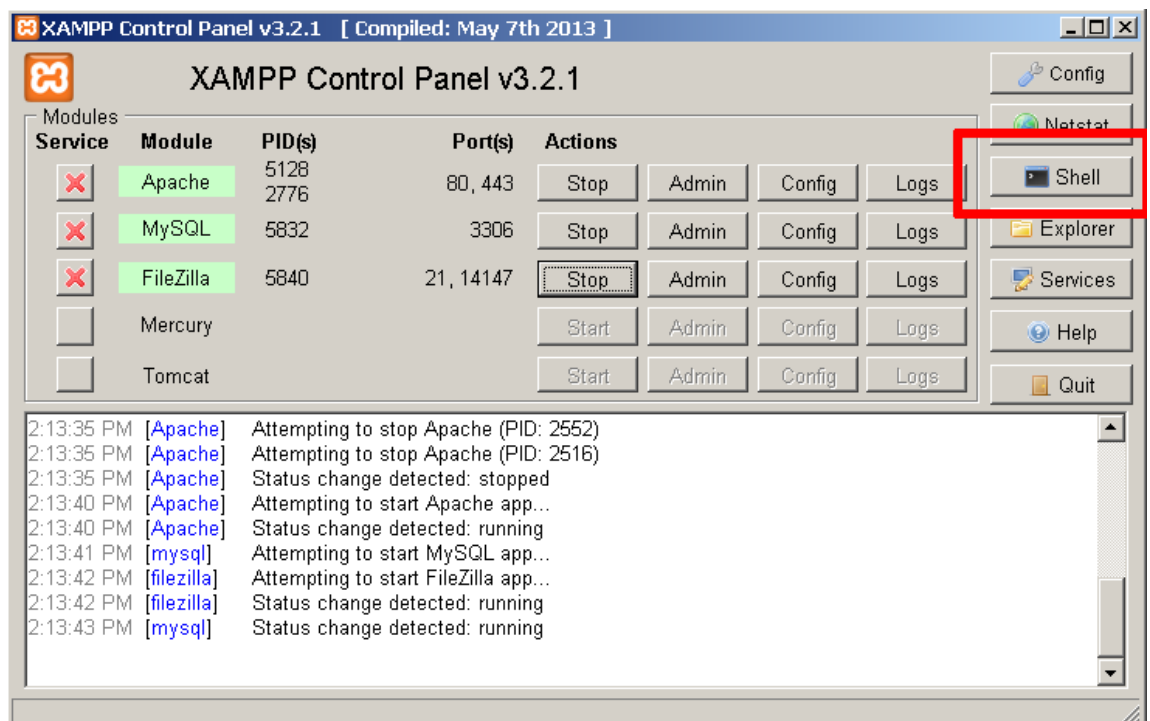 XAMPP Control Panel v3.2.1 [ Compiled: May 7th 2013 ]
XAMPP Control Panel v3.2.1
Config
Modules
Netstat
Service Module PID(s) Port(s) Actions
Apache 5128 2776 80, 443 Stop Admin Config Logs
Shell
MySQL 5832 3306 Stop Admin Config Logs
Explorer
FileZilla 5840 21, 14147 Stop Admin Config Logs
Services
Mercury Start Admin Config Logs
Help
Tomcat Start Admin Config Logs
Quit
2:13:35 PM [Apache] Attempting to stop Apache (PID: 2552)
2:13:35 PM [Apache] Attempting to stop Apache (PID: 2516)
2:13:35 PM [Apache] Status change detected: stopped
2:13:40 PM [Apache] Attempting to start Apache app...
2:13:40 PM [Apache] Status change detected: running
2:13:41 PM [mysql] Attempting to start MySQL app...
2:13:42 PM [filezilla] Attempting to start FileZilla app...
2:13:42 PM [filezilla] Status change detected: running
2:13:43 PM [mysql] Status change detected: running